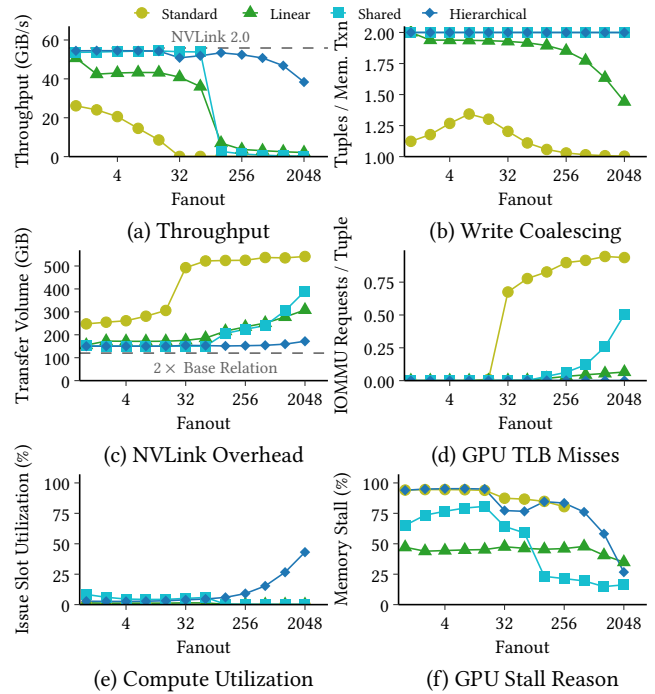 Standard Linear Shared Hierarchical
Throughput (GiB/s)
60
40
20
0
NVLink 2.0
4 32 256 2048
Fanout
(a) Throughput
Tuples / Mem. Txn
2.00
1.75
1.50
1.25
1.00
4 32 256 2048
Fanout
(b) Write Coalescing
Transfer Volume (GiB)
500
400
300
200
100
0
2 × Base Relation
4 32 256 2048
Fanout
(c) NVLink Overhead
IOMMU Requests / Tuple
0.75
0.50
0.25
0.00
4 32 256 2048
Fanout
(d) GPU TLB Misses
Issue Slot Utilization (%)
100
75
50
25
0
4 32 256 2048
Fanout
(e) Compute Utilization
Memory Stall (%)
100
75
50
25
0
4 32 256 2048
Fanout
(f) GPU Stall Reason